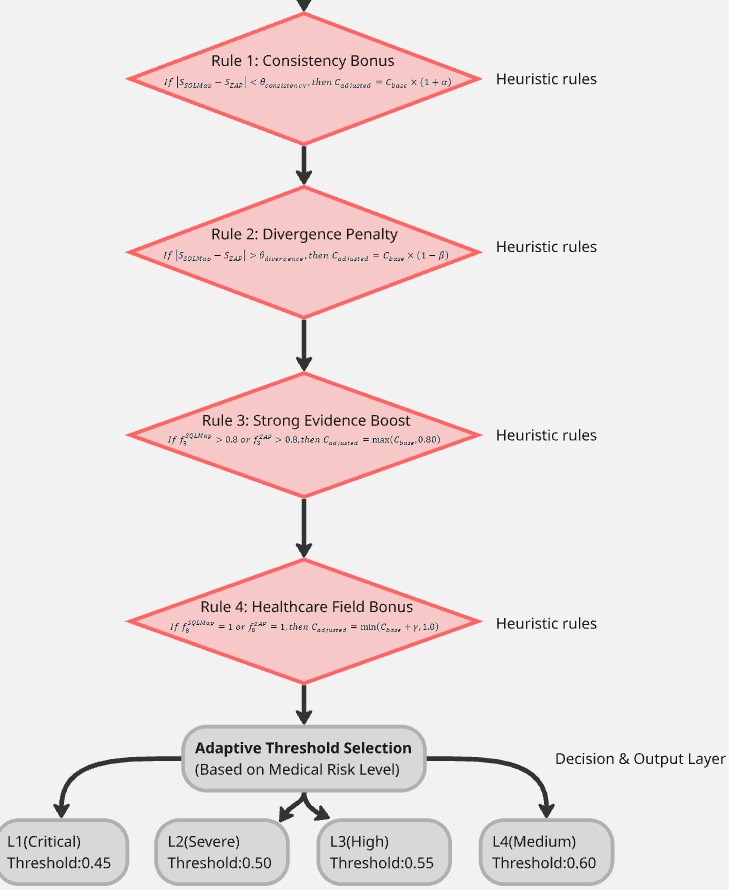 Rule 1: Consistency Bonus
If |S_SQLMap − S_ZAP| < θ_consistency, then C_adjusted = C_base × (1 + α)
Heuristic rules
Rule 2: Divergence Penalty
If |S_SQLMap − S_ZAP| > θ_divergence, then C_adjusted = C_base × (1 − β)
Heuristic rules
Rule 3: Strong Evidence Boost
If f_3^SQLMap > 0.8 or f_3^ZAP > 0.8, then C_adjusted = max(C_base, 0.80)
Heuristic rules
Rule 4: Healthcare Field Bonus
If f_8^SQLMap = 1 or f_8^ZAP = 1, then C_adjusted = min(C_base + γ, 1.0)
Heuristic rules
Adaptive Threshold Selection
(Based on Medical Risk Level)
Decision & Output Layer
L1(Critical)
Threshold:0.45
L2(Severe)
Threshold:0.50
L3(High)
Threshold:0.55
L4(Medium)
Threshold:0.60